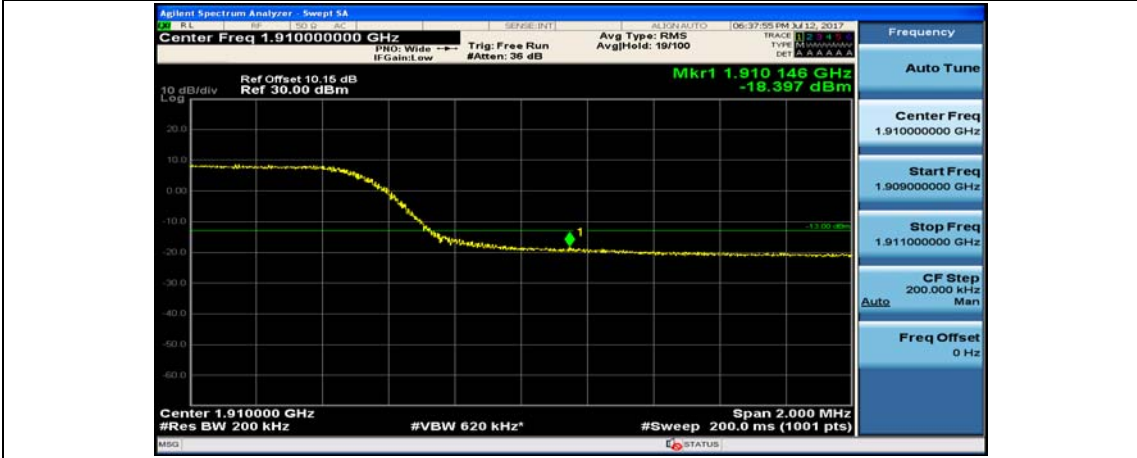 Agilent Spectrum Analyzer - Swept SA
RL RF 50 Ω AC SENSE:INT ALIGN AUTO 06:37:55 PM Jul 12, 2017
Center Freq 1.910000000 GHz
PNO: Wide
IFGain:Low
Trig: Free Run
#Atten: 36 dB
Avg Type: RMS
Avg|Hold: 19/100
TRACE 1 2 3 4 5 6
TYPE M
DET A A A A A A
Frequency
Ref Offset 10.15 dB
10 dB/div Ref 30.00 dBm
Log
Mkr1 1.910 146 GHz
-18.397 dBm
20.0
10.0
0.00
-10.0
-20.0
-30.0
-40.0
-50.0
-60.0
-13.00 dBm
1
Auto Tune
Center Freq
1.910000000 GHz
Start Freq
1.909000000 GHz
Stop Freq
1.911000000 GHz
CF Step
200.000 kHz
Auto Man
Freq Offset
0 Hz
Center 1.910000 GHz Span 2.000 MHz
#Res BW 200 kHz #VBW 620 kHz* #Sweep 200.0 ms (1001 pts)
MSG STATUS